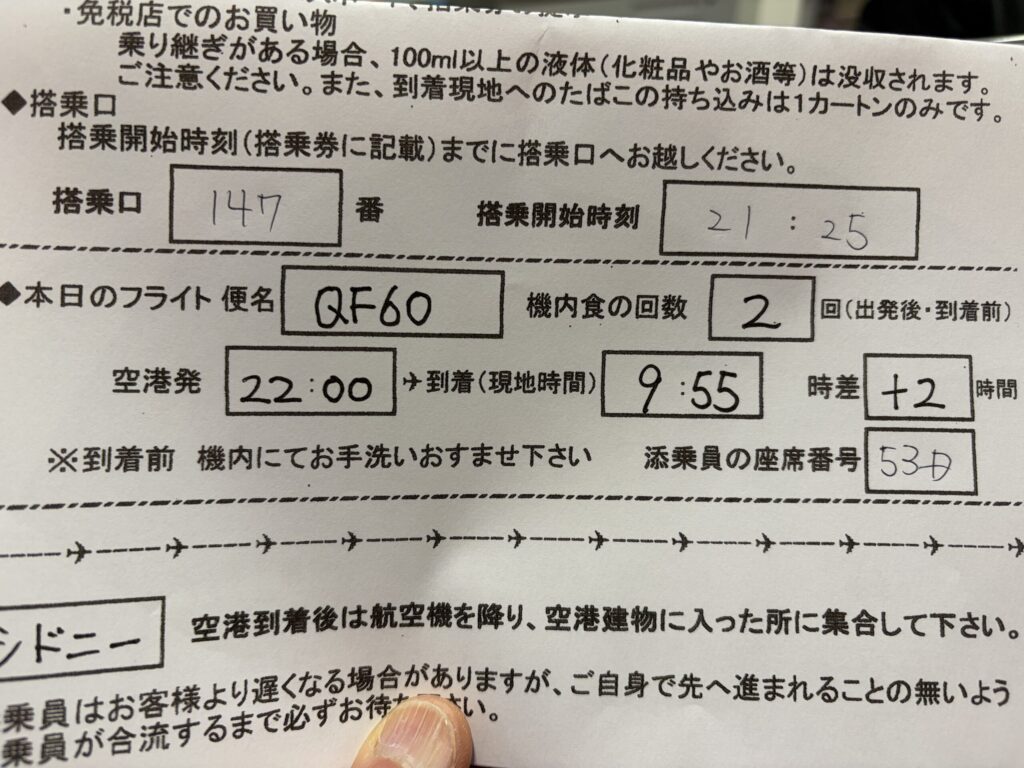 ・免税店でのお買い物
乗り継ぎがある場合、100ml以上の液体(化粧品やお酒等)は没収されます。
ご注意ください。また、到着現地へのたばこの持ち込みは1カートンのみです。
◆搭乗口
搭乗開始時刻(搭乗券に記載)までに搭乗口へお越しください。
搭乗口 147 番 搭乗開始時刻 21:25
◆本日のフライト 便名 QF60 機内食の回数 2 回(出発後・到着前)
空港発 22:00 ✈到着(現地時間) 9:55 時差 +2 時間
※到着前 機内にてお手洗いおすませ下さい 添乗員の座席番号 53D
シドニー 空港到着後は航空機を降り、空港建物に入った所に集合して下さい。
乗員はお客様より遅くなる場合がありますが、ご自身で先へ進まれることの無いよう
乗員が合流するまで必ずお待ちください。